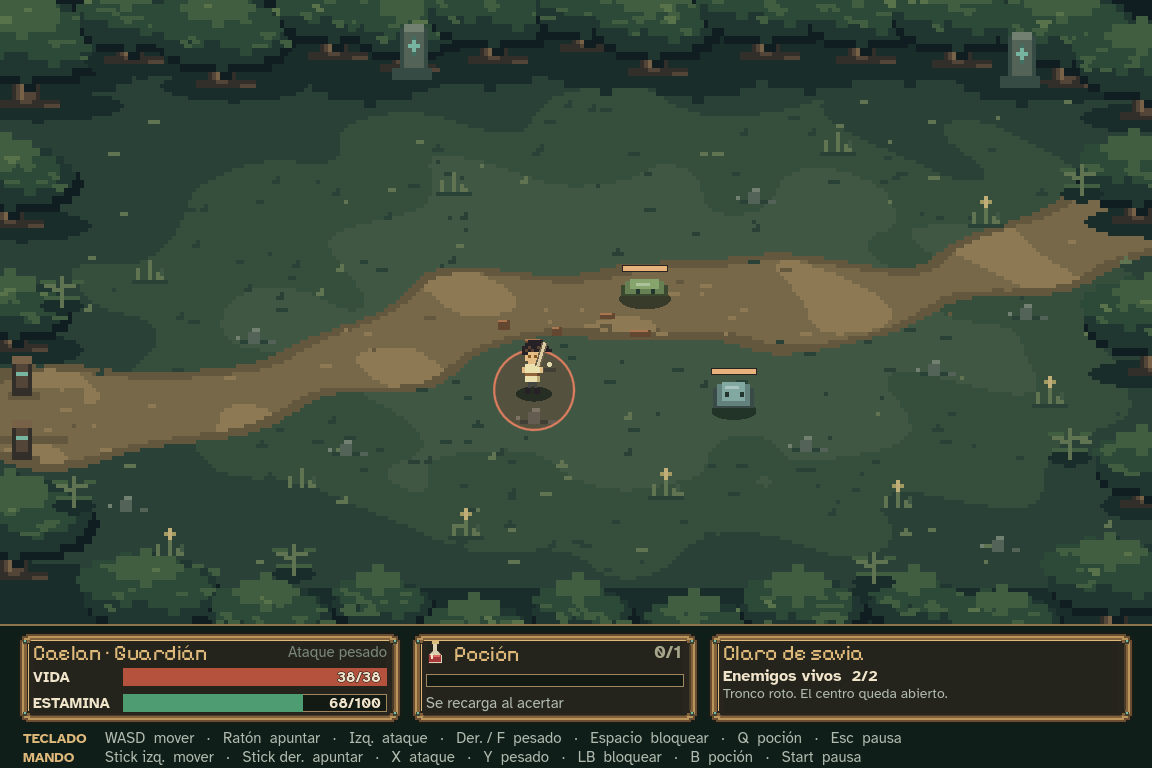 Gaelan · Guardián
Ataque pesado
VIDA 38/38
ESTAMINA 68/100
Poción 0/1
Se recarga al acertar
Claro de savia
Enemigos vivos 2/2
Tronco roto. El centro queda abierto.
TECLADO WASD mover · Ratón apuntar · Izq. ataque · Der. / F pesado · Espacio bloquear · Q poción · Esc pausa
MANDO Stick izq. mover · Stick der. apuntar · X ataque · Y pesado · LB bloquear · B poción · Start pausa